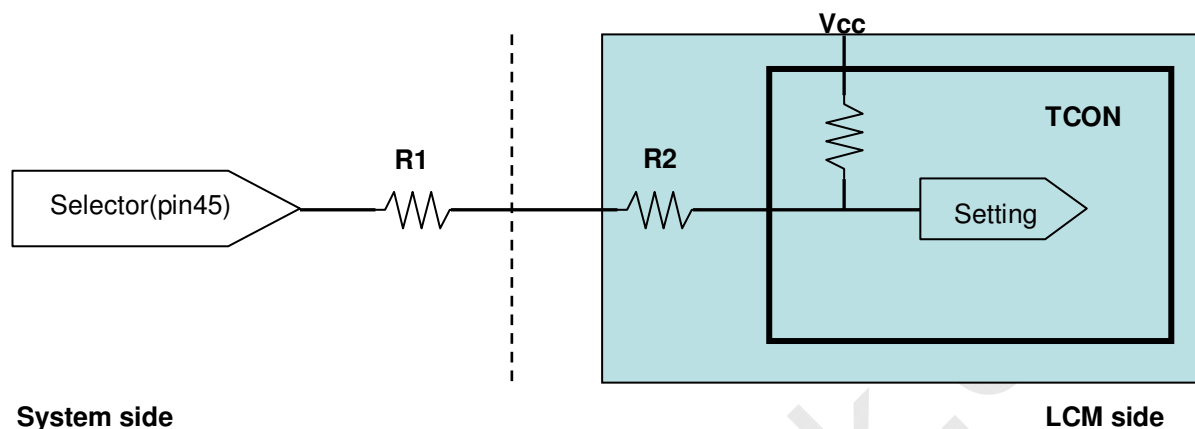 Vcc
TCON
R1
R2
Selector(pin45)
Setting
System side
LCM side